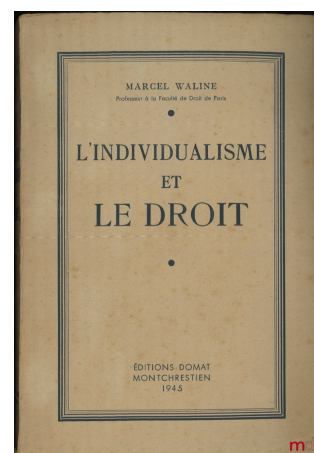 MARCEL WALINE
Professeur à la Faculté de Droit de Paris
L'INDIVIDUALISME
ET
LE DROIT
ÉDITIONS DOMAT
MONTCHRESTIEN
1945
m